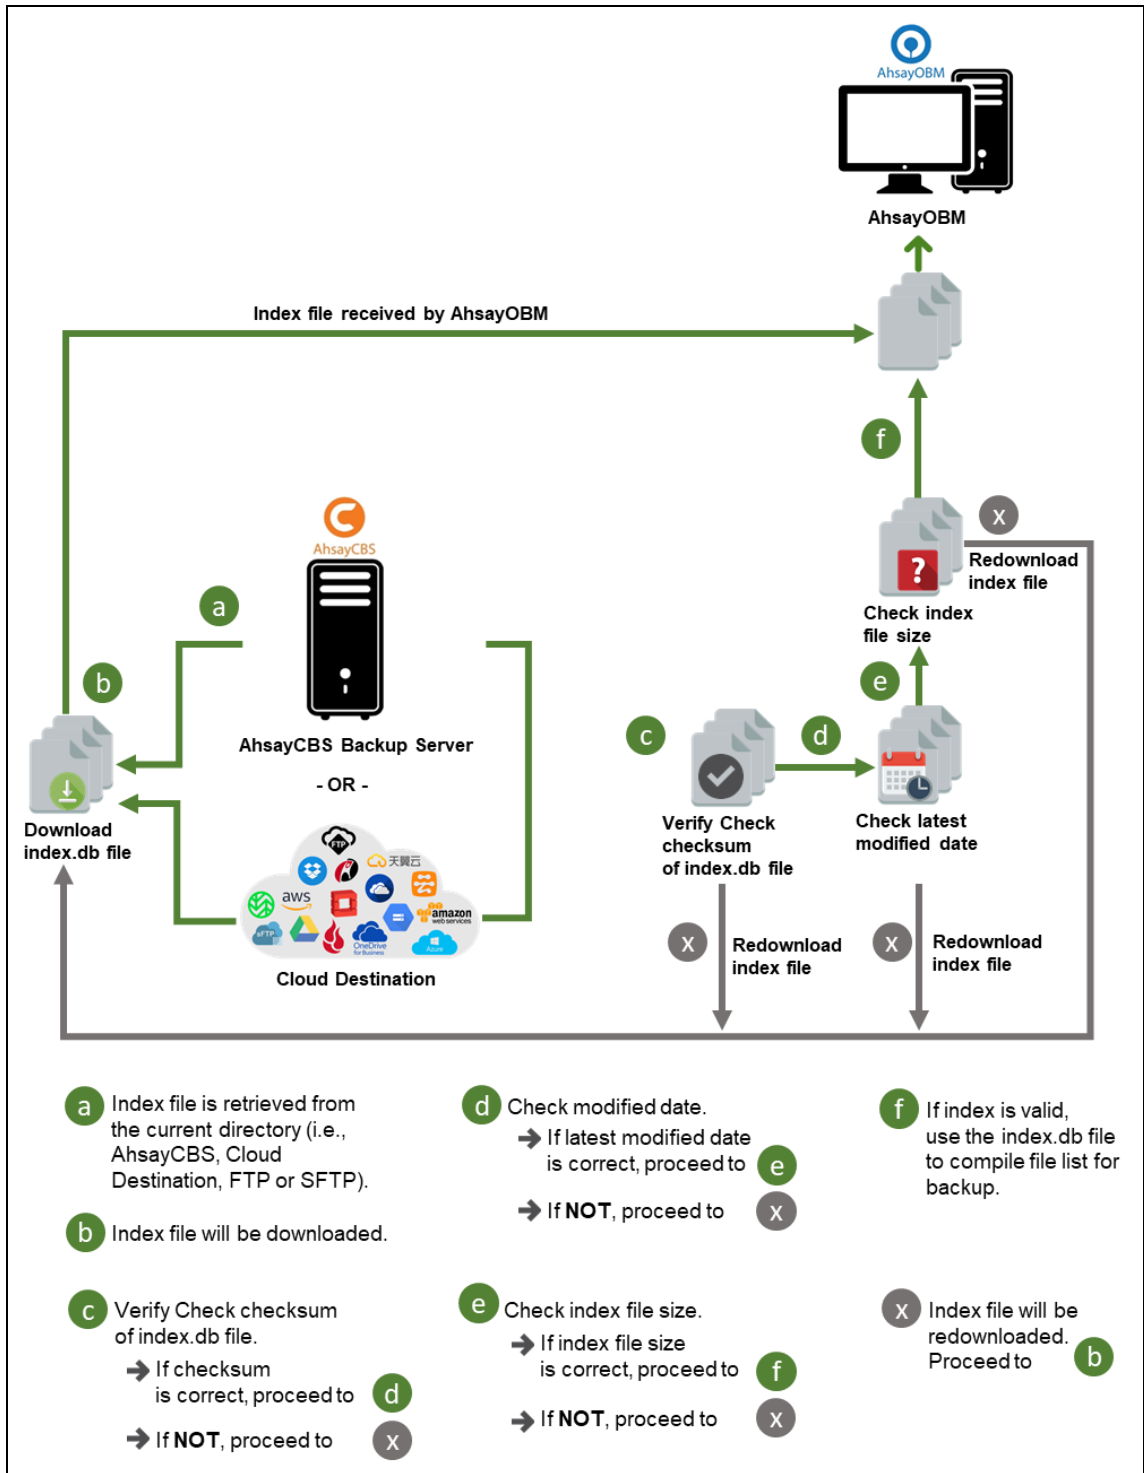 AhsayOBM
AhsayOBM
Index file received by AhsayOBM
f
x
Redownload
index file
?
Check index
file size
AhsayCBS
a
b
e
c
d
AhsayCBS Backup Server
- OR -
Download
index.db file
Verify Check
checksum
of index.db file
Check latest
modified date
FTP
天翼云
aws
amazon
web services
sFTP
OneDrive
for Business
Azure
Cloud Destination
x
Redownload
index file
x
Redownload
index file
a
Index file is retrieved from
the current directory (i.e.,
AhsayCBS, Cloud
Destination, FTP or SFTP).
b
Index file will be downloaded.
c
Verify Check checksum
of index.db file.
➔ If checksum
is correct, proceed to d
➔ If NOT, proceed to x
d
Check modified date.
➔ If latest modified date
is correct, proceed to e
➔ If NOT, proceed to x
e
Check index file size.
➔ If index file size
is correct, proceed to f
➔ If NOT, proceed to x
f
If index is valid,
use the index.db file
to compile file list for
backup.
x
Index file will be
redownloaded.
Proceed to b